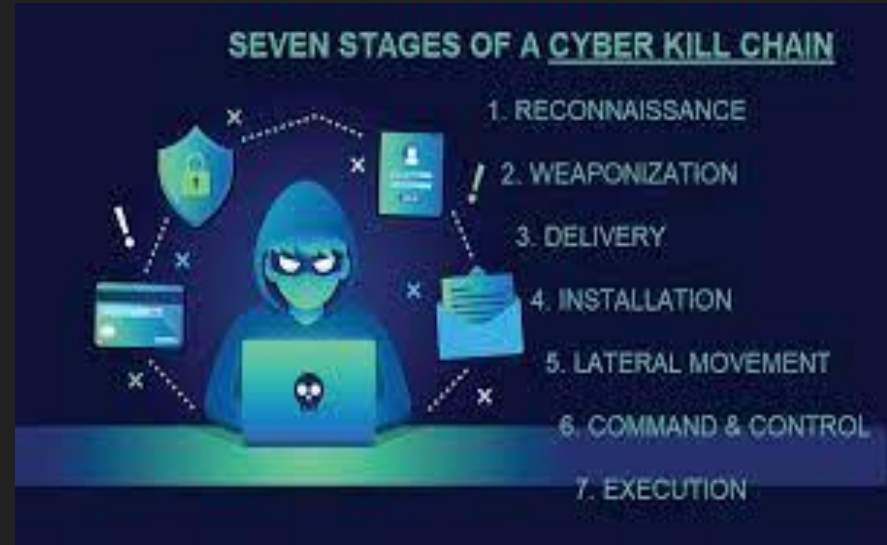 SEVEN STAGES OF A CYBER KILL CHAIN
1. RECONNAISSANCE
2. WEAPONIZATION
3. DELIVERY
4. INSTALLATION
5. LATERAL MOVEMENT
6. COMMAND & CONTROL
7. EXECUTION